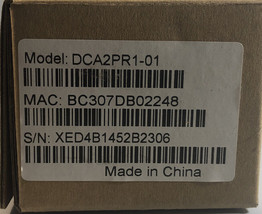 Model: DCA2PR1-01
MAC: BC307DB02248
S/N: XED4B1452B2306
Made in China